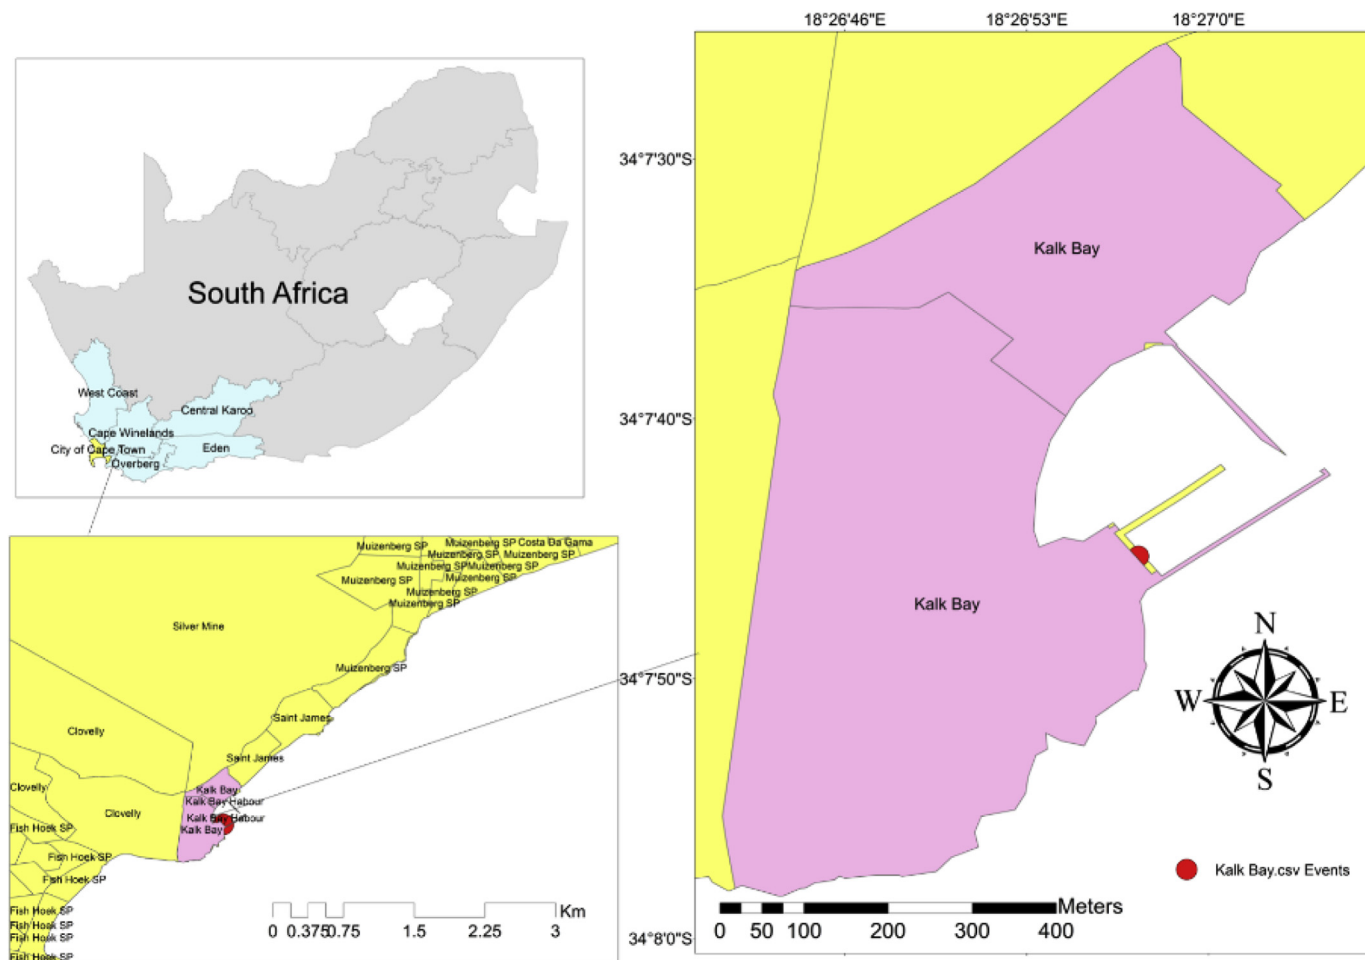 South Africa
West Coast
Central Karoo
Cape Winelands
City of Cape Town
Eden
Overberg
Muizenberg SP
Muizenberg SP
Costa Da Gama
Muizenberg SP
Muizenberg SP
Muizenberg SP
Muizenberg SP
Muizenberg SP
Muizenberg SP
Muizenberg SP
Muizenberg SP
Silver Mine
Muizenberg SP
Saint James
Clovelly
Saint James
Clovelly
Kalk Bay
Kalk Bay Habour
Clovelly
Kalk Bay Habour
Kalk Bay
Fish Hoek SP
Fish Hoek SP
Fish Hoek SP
Fish Hoek SP
Fish Hoek SP
Fish Hoek SP
Fish Hoek SP
Km
0 0.375 0.75 1.5 2.25 3
18°26'46"E 18°26'53"E 18°27'0"E
34°7'30"S
34°7'40"S
34°7'50"S
34°8'0"S
Kalk Bay
Kalk Bay
N
W E
S
Kalk Bay.csv Events
Meters
0 50 100 200 300 400